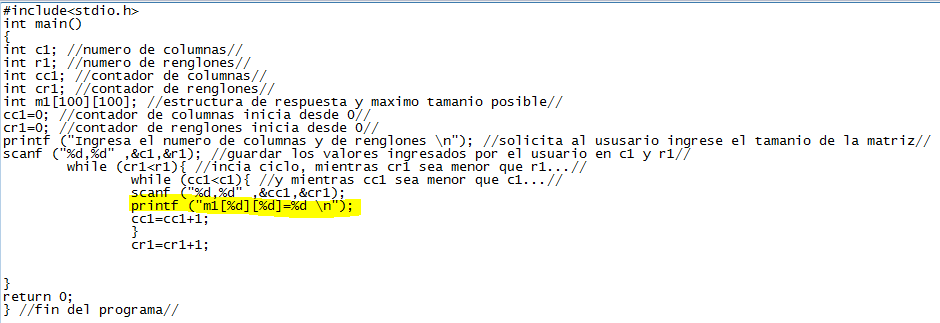 #include<stdio.h>
int main()
{
int c1; //numero de columnas//
int r1; //numero de renglones//
int cc1; //contador de columnas//
int cr1; //contador de renglones//
int m1[100][100]; //estructura de respuesta y maximo tamanio posible//
cc1=0; //contador de columnas inicia desde 0//
cr1=0; //contador de renglones inicia desde 0//
printf ("Ingresa el numero de columnas y de renglones \n"); //solicita al ususario ingrese el tamanio de la matriz//
scanf ("%d,%d" ,&c1,&r1); //guardar los valores ingresados por el usuario en c1 y r1//
while (cr1<r1){ //incia ciclo, mientras cr1 sea menor que r1...//
while (cc1<c1){ //y mientras cc1 sea menor que c1...//
scanf ("%d,%d" ,&cc1,&cr1);
printf ("m1[%d][%d]=%d \n");
cc1=cc1+1;
}
cr1=cr1+1;
}
return 0;
} //fin del programa//